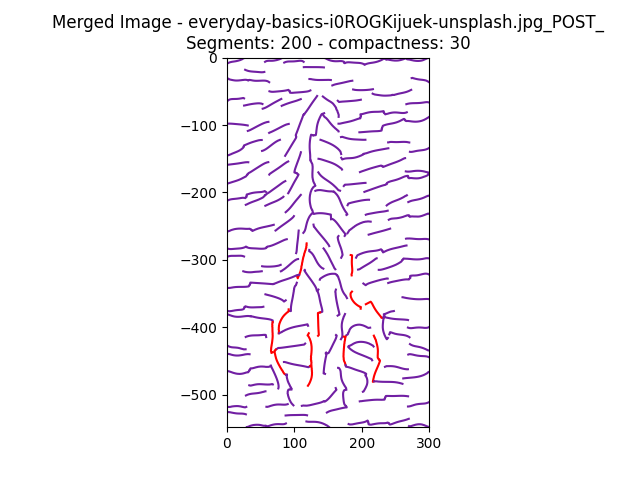 Merged Image - everyday-basics-i0ROGKijuek-unsplash.jpg_POST_
Segments: 200 - compactness: 30
0
−100
−200
−300
−400
−500
0 100 200 300